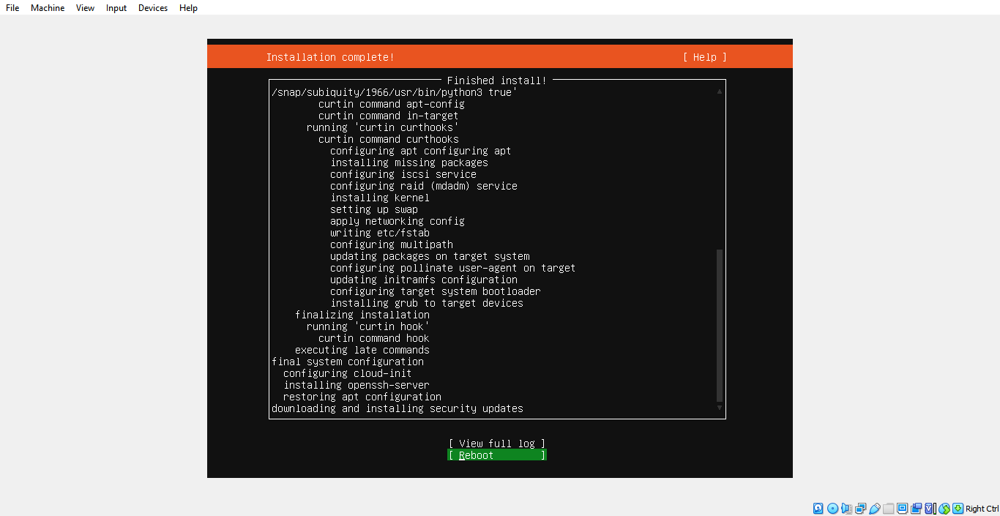 File Machine View Input Devices Help
Installation complete! [ Help ]
Finished install!
/snap/subiquity/1966/usr/bin/python3 true'
curtin command apt-config
curtin command in-target
running 'curtin curthooks'
curtin command curthooks
configuring apt configuring apt
installing missing packages
configuring iscsi service
configuring raid (mdadm) service
installing kernel
setting up swap
apply networking config
writing etc/fstab
configuring multipath
updating packages on target system
configuring pollinate user-agent on target
updating initramfs configuration
configuring target system bootloader
installing grub to target devices
finalizing installation
running 'curtin hook'
curtin command hook
executing late commands
final system configuration
configuring cloud-init
installing openssh-server
restoring apt configuration
downloading and installing security updates
[ View full log ]
[ Reboot ]
Right Ctrl